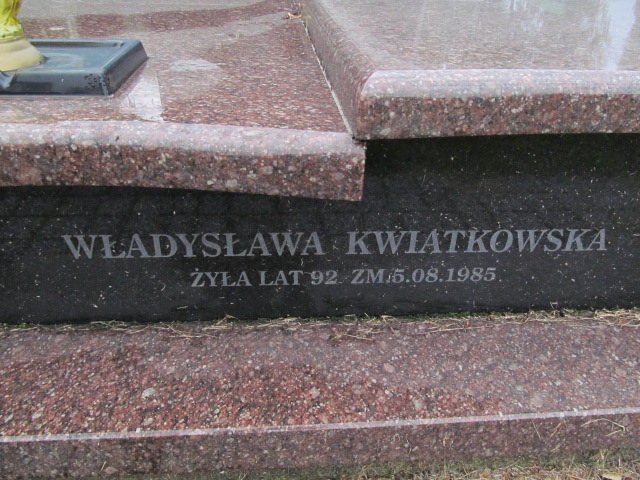 WŁADYSŁAWA KWIATKOWSKA
ŻYŁA LAT 92 ZM.5.08.1985